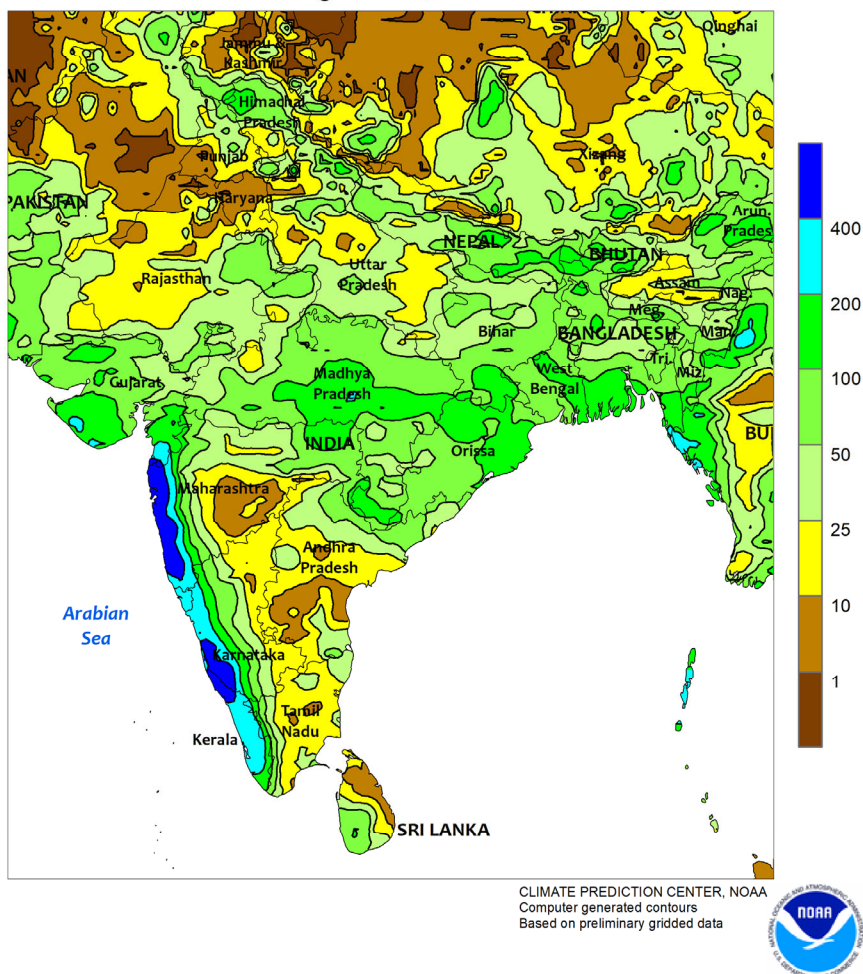 Qinghai
Jammu &
Kashmir
AN
Himachal
Pradesh
Punjab
Xizang
Haryana
PAKISTAN
Arun.
Prades
NEPAL
BHUTAN
Rajasthan
Uttar
Pradesh
Assam
Nag.
Meg.
Bihar
BANGLADESH
Man.
Tri.
Miz.
Gujarat
Madhya
Pradesh
West
Bengal
INDIA
Orissa
BU
Maharashtra
Andhra
Pradesh
Arabian
Sea
Karnataka
Tamil
Nadu
Kerala
SRI LANKA
400
200
100
50
25
10
1
CLIMATE PREDICTION CENTER, NOAA
Computer generated contours
Based on preliminary gridded data
NOAA